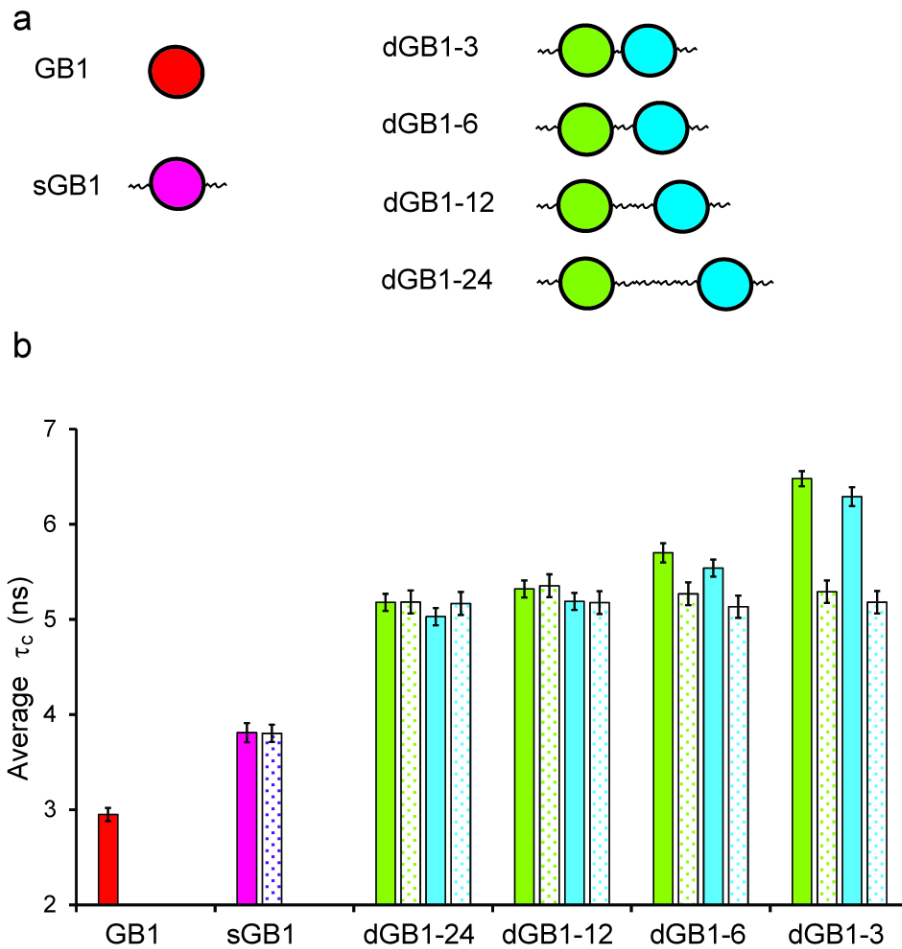 a
GB1
sGB1
dGB1-3
dGB1-6
dGB1-12
dGB1-24
b
7
6
5
4
3
2
Average τc (ns)
GB1 sGB1 dGB1-24 dGB1-12 dGB1-6 dGB1-3